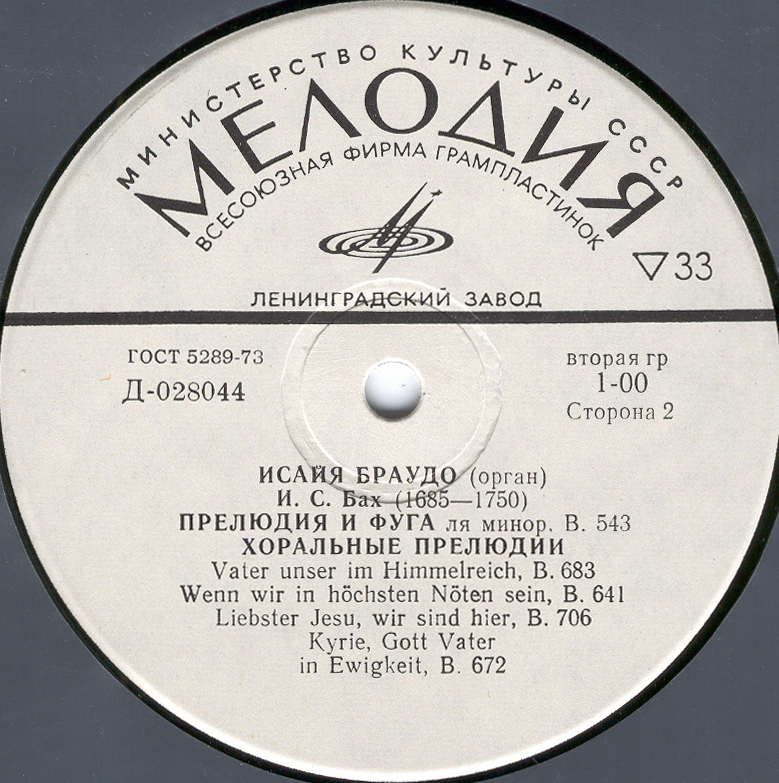 МИНИСТЕРСТВО КУЛЬТУРЫ СССР
МЕЛОДИЯ
ВСЕСОЮЗНАЯ ФИРМА ГРАМПЛАСТИНОК
33
ЛЕНИНГРАДСКИЙ ЗАВОД
ГОСТ 5289-73
Д-028044
вторая гр
1-00
Сторона 2
ИСАЙЯ БРАУДО (орган)
И. С. Бах (1685—1750)
ПРЕЛЮДИЯ И ФУГА ля минор, B. 543
ХОРАЛЬНЫЕ ПРЕЛЮДИИ
Vater unser im Himmelreich, B. 683
Wenn wir in höchsten Nöten sein, B. 641
Liebster Jesu, wir sind hier, B. 706
Kyrie, Gott Vater
in Ewigkeit, B. 672